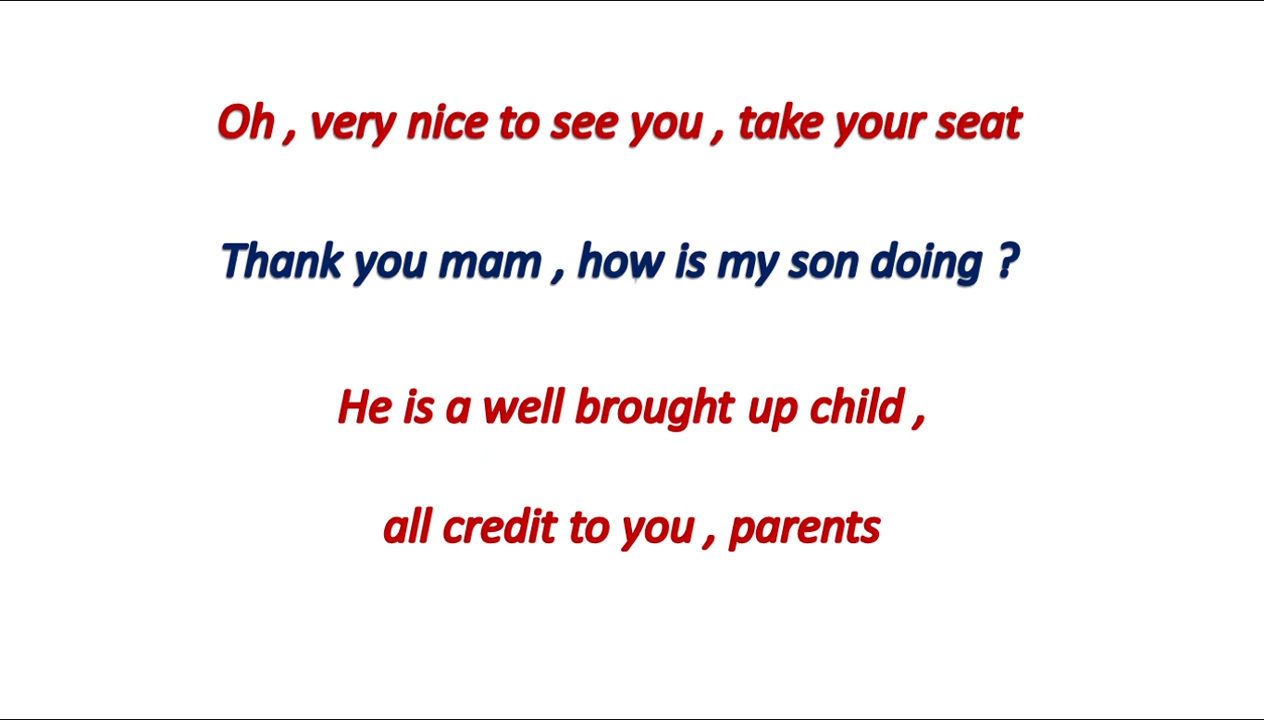 Oh , very nice to see you , take your seat
Thank you mam , how is my son doing ?
He is a well brought up child ,
all credit to you , parents